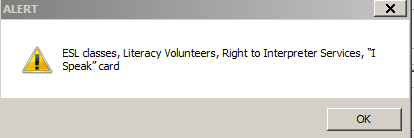 ALERT
ESL classes, Literacy Volunteers, Right to Interpreter Services, "I
Speak" card
OK